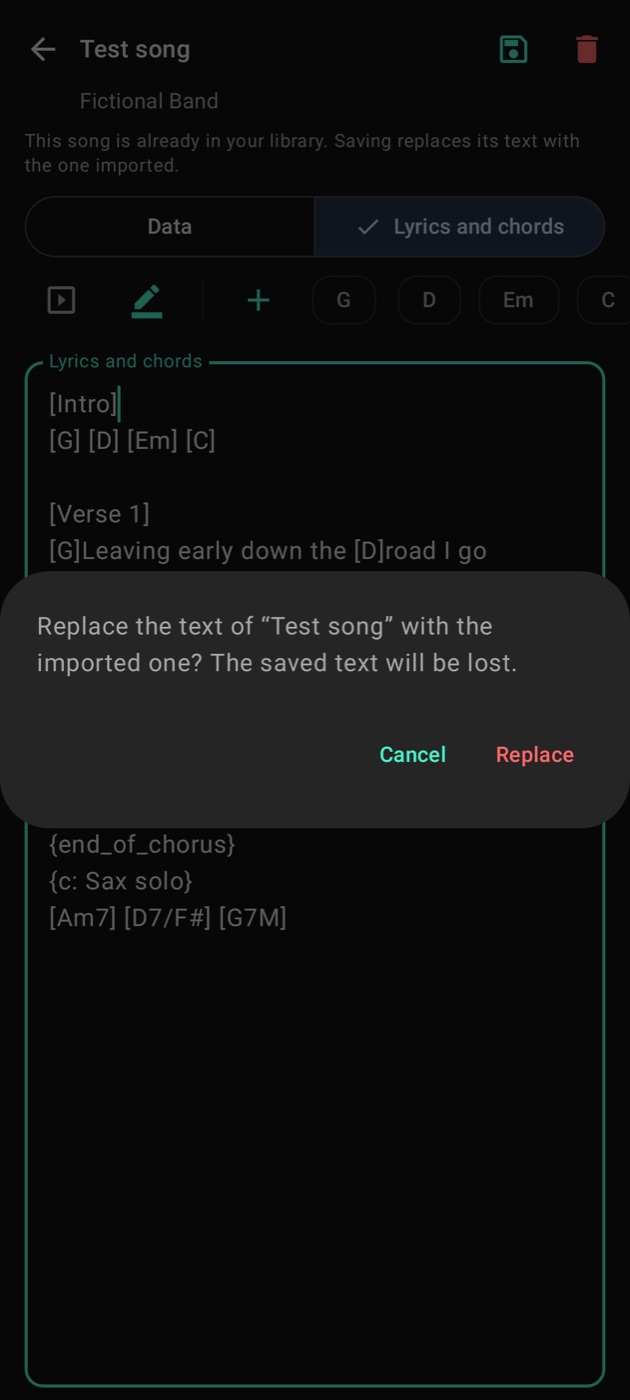 Test song
Fictional Band
This song is already in your library. Saving replaces its text with
the one imported.
Data
Lyrics and chords
G
D
Em
C
Lyrics and chords
[Intro]
[G] [D] [Em] [C]
[Verse 1]
[G]Leaving early down the [D]road I go
Replace the text of “Test song” with the
imported one? The saved text will be lost.
Cancel
Replace
{end_of_chorus}
{c: Sax solo}
[Am7] [D7/F#] [G7M]